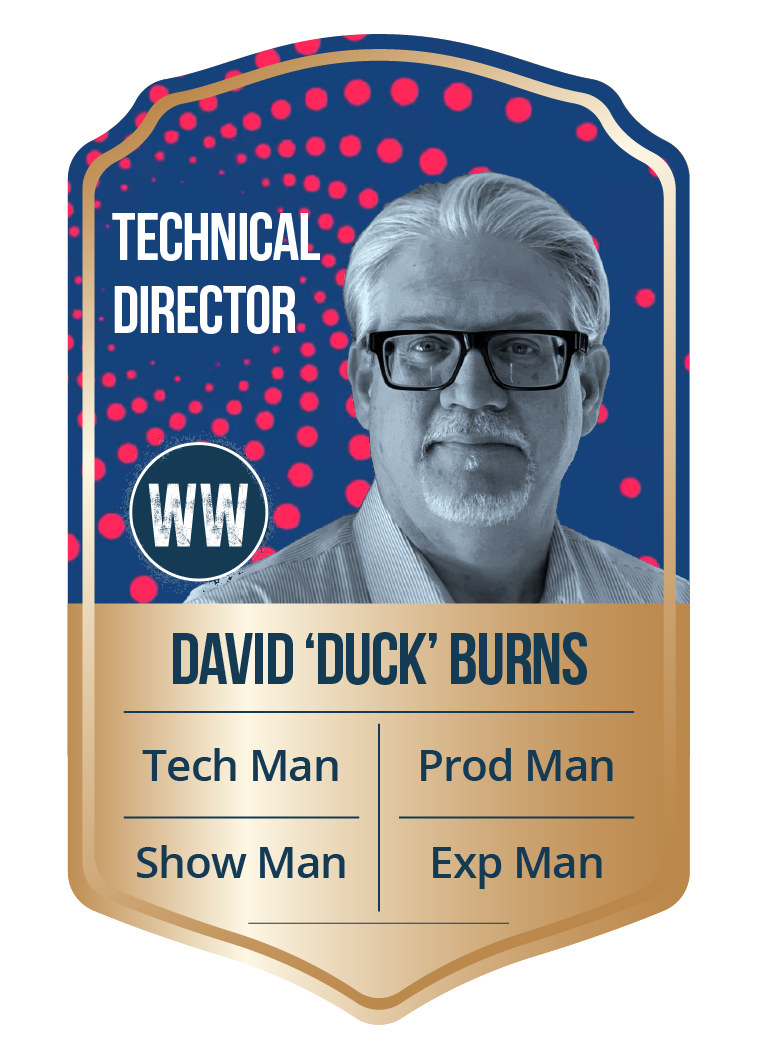 TECHNICAL
DIRECTOR
WW
DAVID ‘DUCK’ BURNS
Tech Man
Prod Man
Show Man
Exp Man